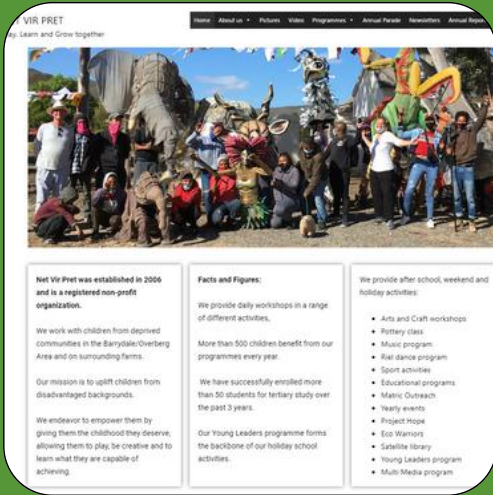 VIR PRET
Learn and Grow together
Home About us Pictures Video Programmes Annual Parade Newsletters Annual Repor
Net Vir Pret was established in 2006
and is a registered non-profit
organization.
We work with children from deprived
communities in the Barrydale/Overberg
Area and on surrounding farms.
Our mission is to uplift children from
disadvantaged backgrounds.
We endeavor to empower them by
giving them the childhood they deserve,
allowing them to play, be creative and to
learn what they are capable of
achieving.
Facts and Figures:
We provide daily workshops in a range
of different activities,
More than 500 children benefit from our
programmes every year.
We have successfully enrolled more
than 50 students for tertiary study over
the past 3 years.
Our Young Leaders programme forms
the backbone of our holiday school
activities.
We provide after school, weekend and
holiday activities:
• Arts and Craft workshops
• Pottery class
• Music program
• Riel dance program
• Sport activities
• Educational programs
• Matric Outreach
• Yearly events
• Project Hope
• Eco Warriors
• Satellite library
• Young Leaders program
• Multi Media program